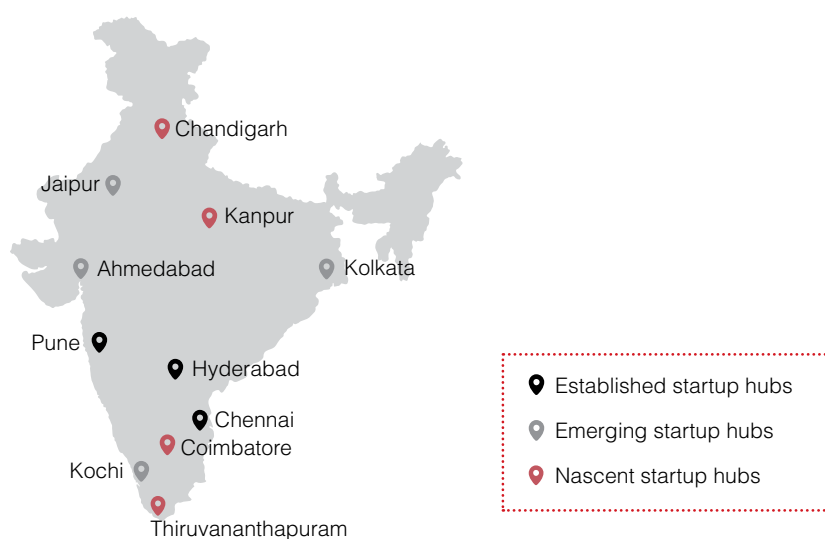 Chandigarh
Jaipur
Kanpur
Ahmedabad
Kolkata
Pune
Hyderabad
Chennai
Coimbatore
Kochi
Thiruvananthapuram
Established startup hubs
Emerging startup hubs
Nascent startup hubs